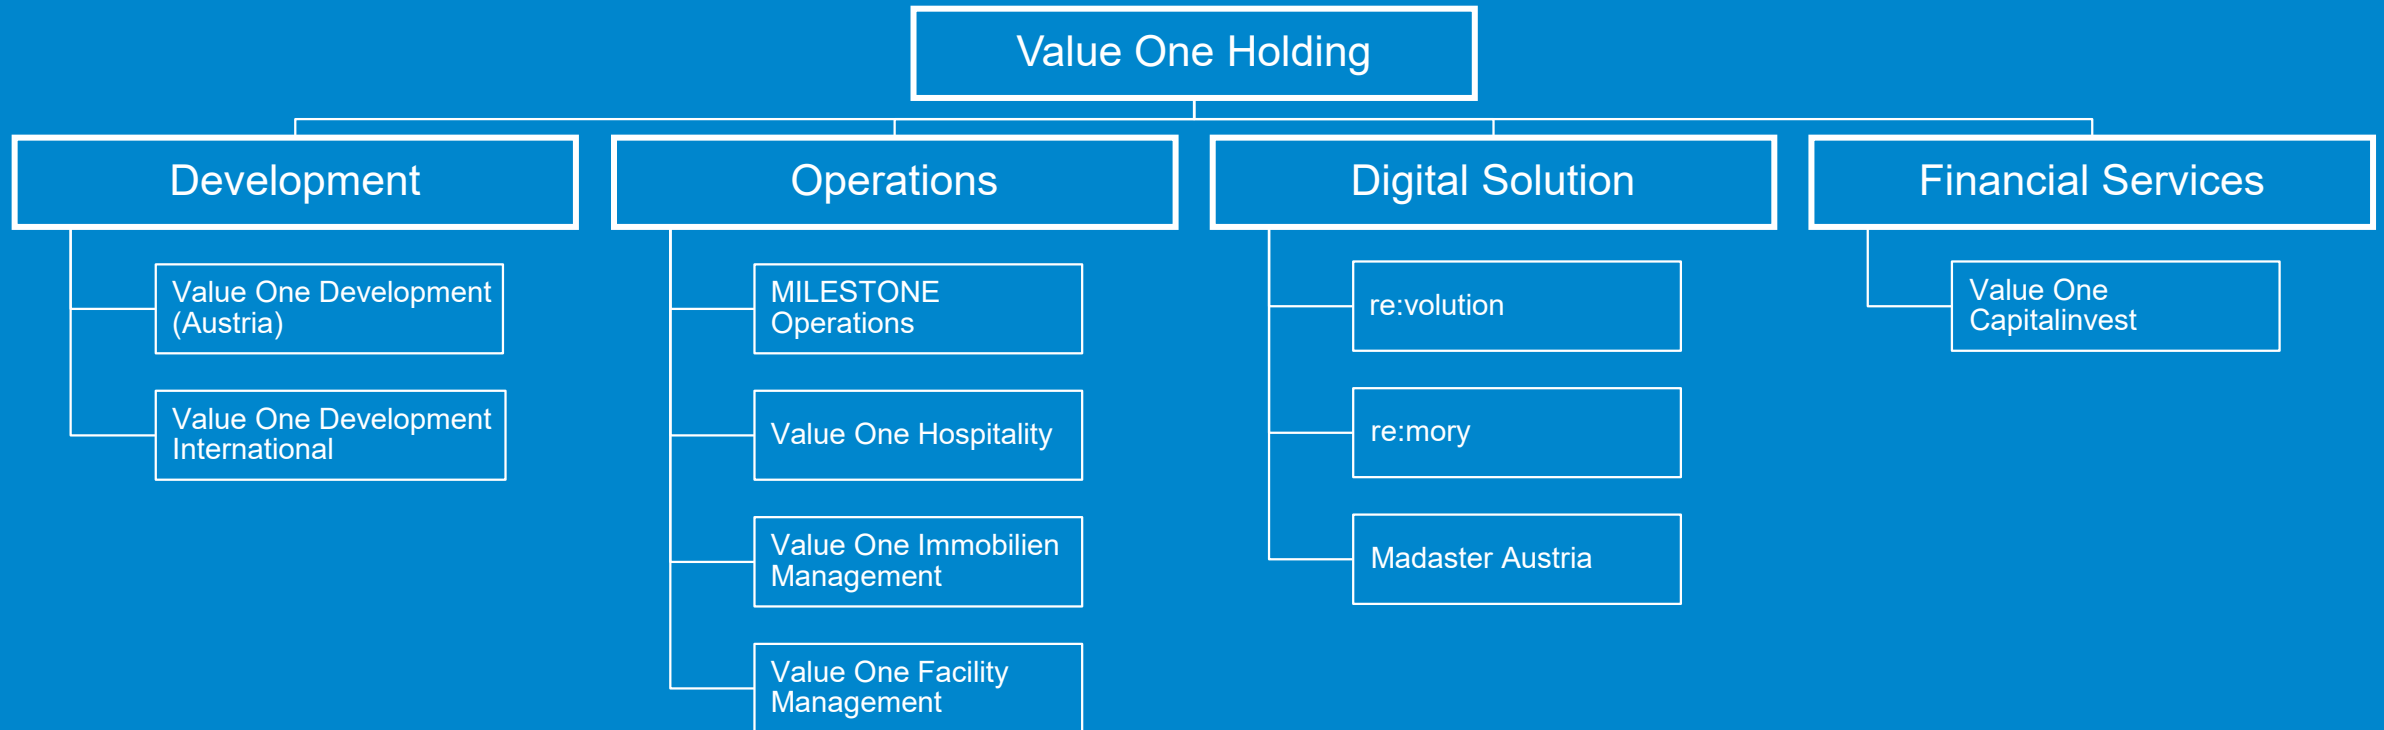 Value One Holding
Development
Operations
Digital Solution
Financial Services
Value One Development
(Austria)
Value One Development
International
MILESTONE
Operations
Value One Hospitality
Value One Immobilien
Management
Value One Facility
Management
re:volution
re:mory
Madaster Austria
Value One
Capitalinvest